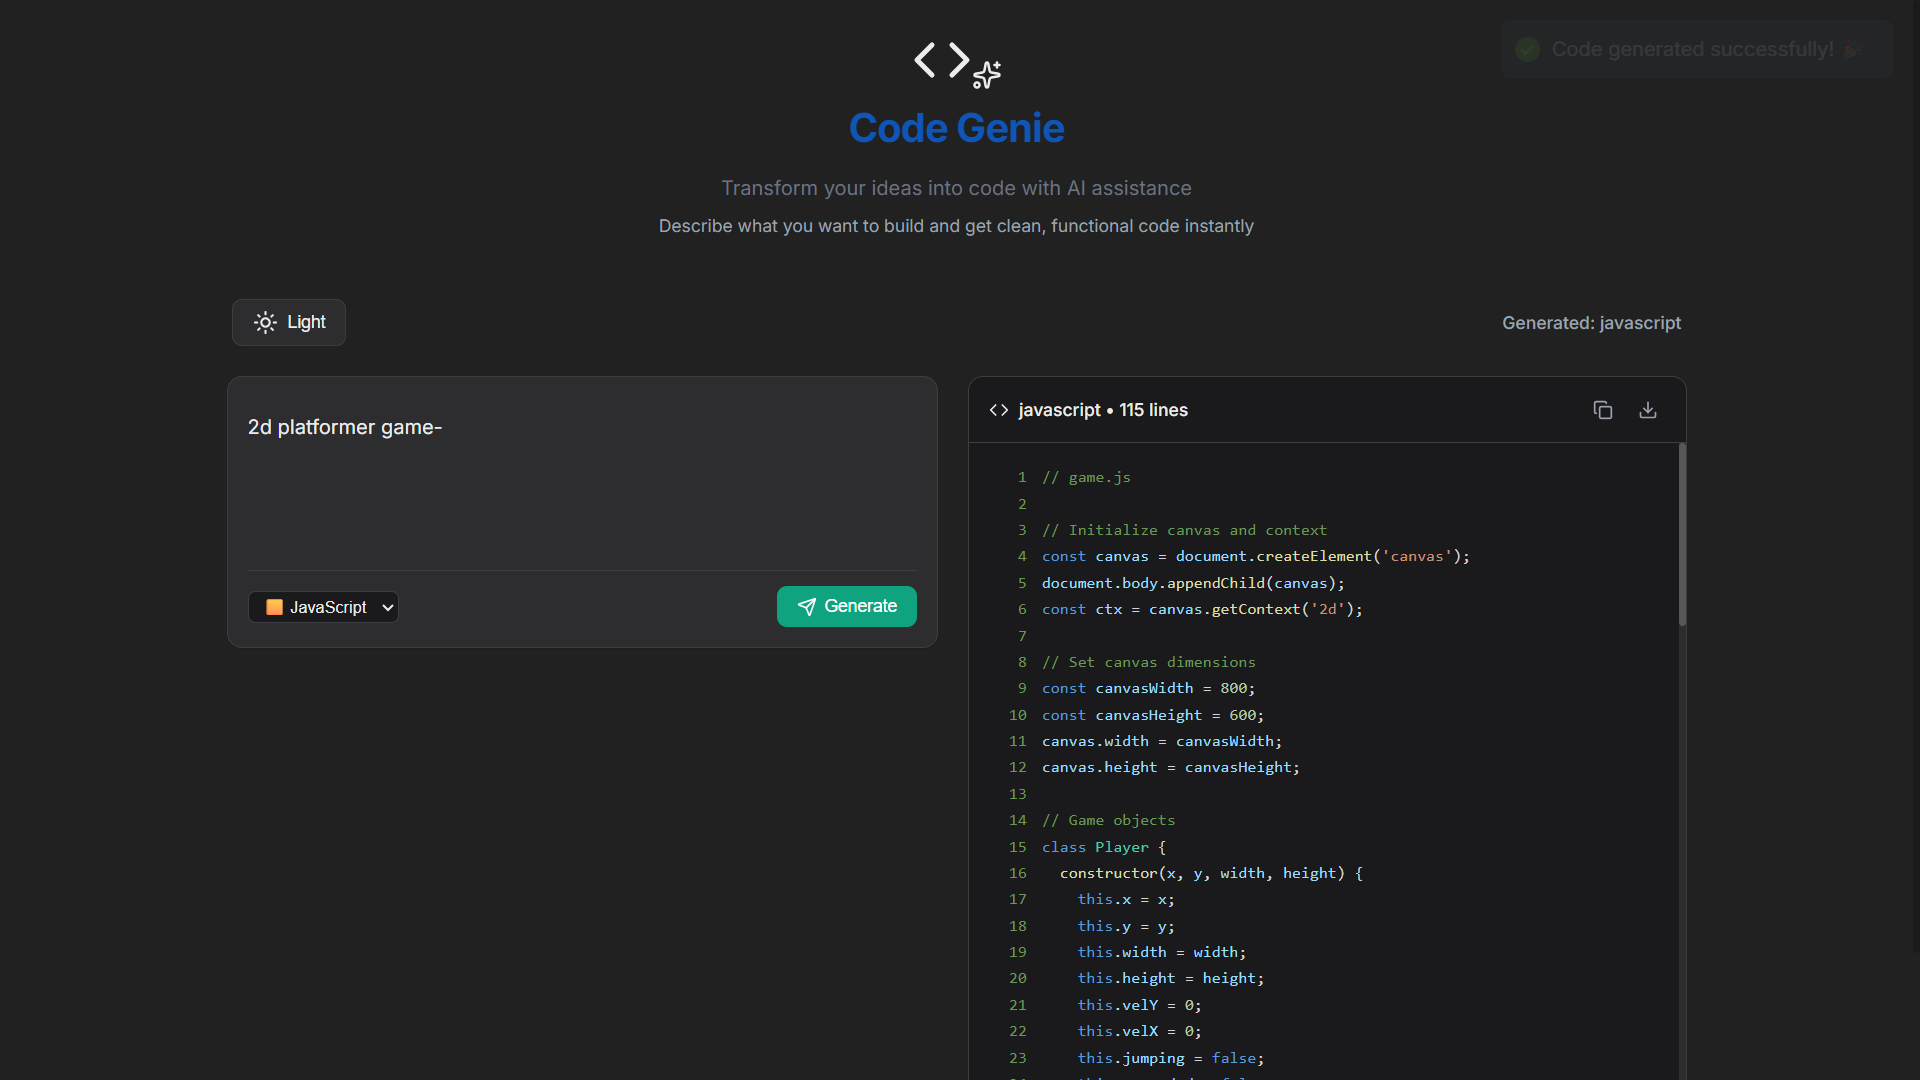 Code generated successfully! 🎉
Code Genie
Transform your ideas into code with AI assistance
Describe what you want to build and get clean, functional code instantly
Light
Generated: javascript
2d platformer game-
JavaScript
Generate
javascript • 115 lines
1 // game.js
2
3 // Initialize canvas and context
4 const canvas = document.createElement('canvas');
5 document.body.appendChild(canvas);
6 const ctx = canvas.getContext('2d');
7
8 // Set canvas dimensions
9 const canvasWidth = 800;
10 const canvasHeight = 600;
11 canvas.width = canvasWidth;
12 canvas.height = canvasHeight;
13
14 // Game objects
15 class Player {
16 constructor(x, y, width, height) {
17 this.x = x;
18 this.y = y;
19 this.width = width;
20 this.height = height;
21 this.velY = 0;
22 this.velX = 0;
23 this.jumping = false;